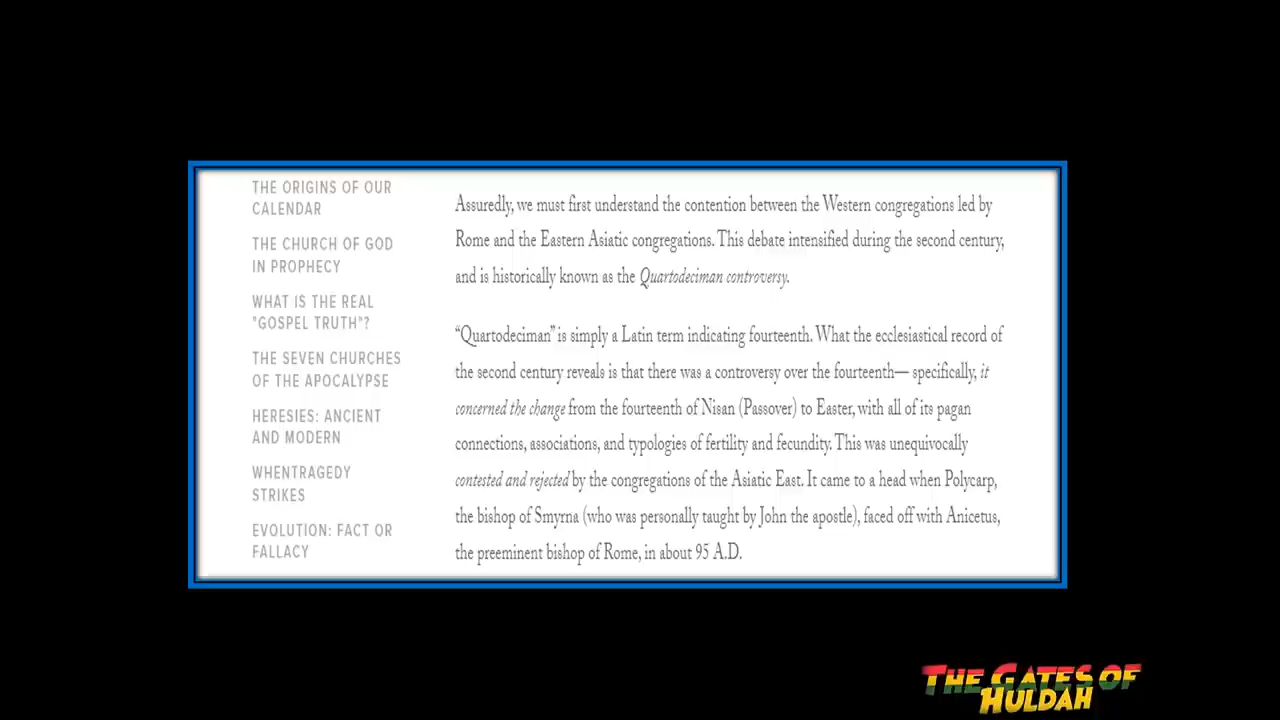 THE ORIGINS OF OUR
CALENDAR
THE CHURCH OF GOD
IN PROPHECY
WHAT IS THE REAL
"GOSPEL TRUTH"?
THE SEVEN CHURCHES
OF THE APOCALYPSE
HERESIES: ANCIENT
AND MODERN
WHENTRAGEDY
STRIKES
EVOLUTION: FACT OR
FALLACY
Assuredly, we must first understand the contention between the Western congregations led by
Rome and the Eastern Asiatic congregations. This debate intensified during the second century,
and is historically known as the Quartodeciman controversy.
“Quartodeciman” is simply a Latin term indicating fourteenth. What the ecclesiastical record of
the second century reveals is that there was a controversy over the fourteenth— specifically, it
concerned the change from the fourteenth of Nisan (Passover) to Easter, with all of its pagan
connections, associations, and typologies of fertility and fecundity. This was unequivocally
contested and rejected by the congregations of the Asiatic East. It came to a head when Polycarp,
the bishop of Smyrna (who was personally taught by John the apostle), faced off with Anicetus,
the preeminent bishop of Rome, in about 95 A.D.
THE GATES OF
HULDAH